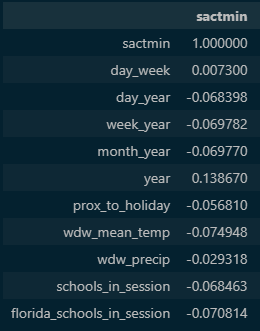 sactmin
sactmin 1.000000
day_week 0.007300
day_year -0.068398
week_year -0.069782
month_year -0.069770
year 0.138670
prox_to_holiday -0.056810
wdw_mean_temp -0.074948
wdw_precip -0.029318
schools_in_session -0.068463
florida_schools_in_session -0.070814